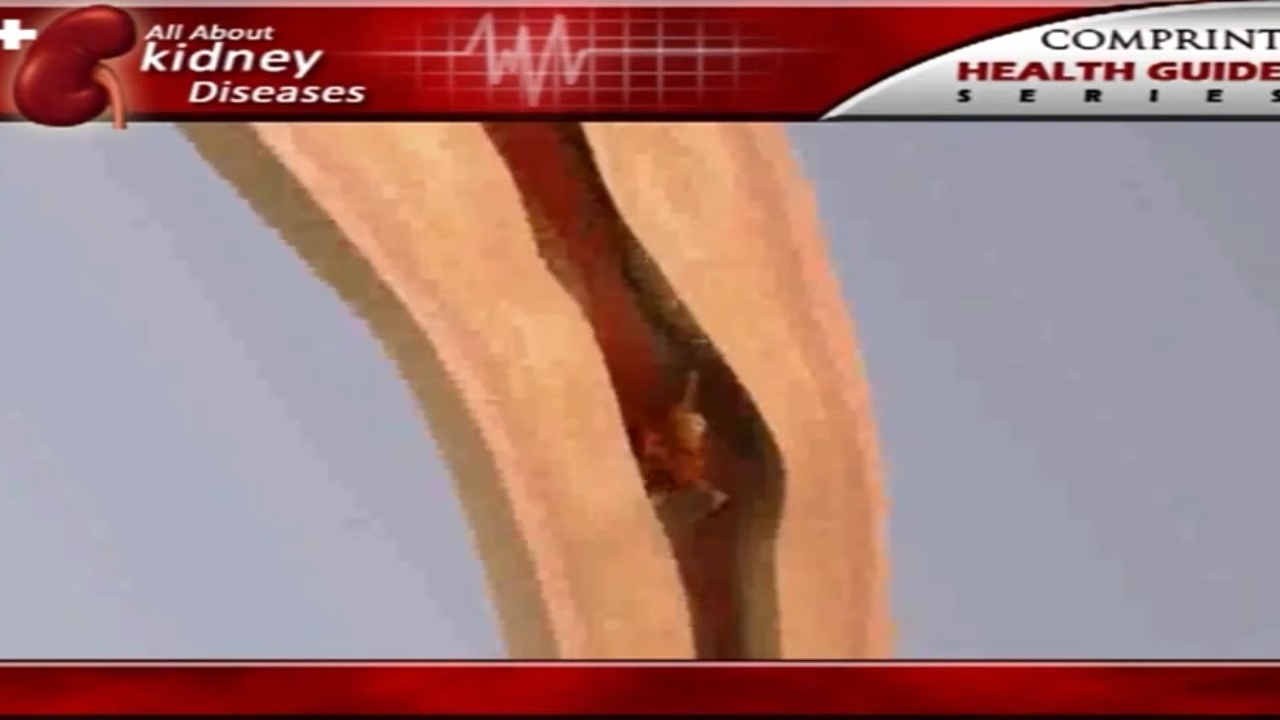 All About
kidney
Diseases
COMPRINT
HEALTH GUIDE
SERIES